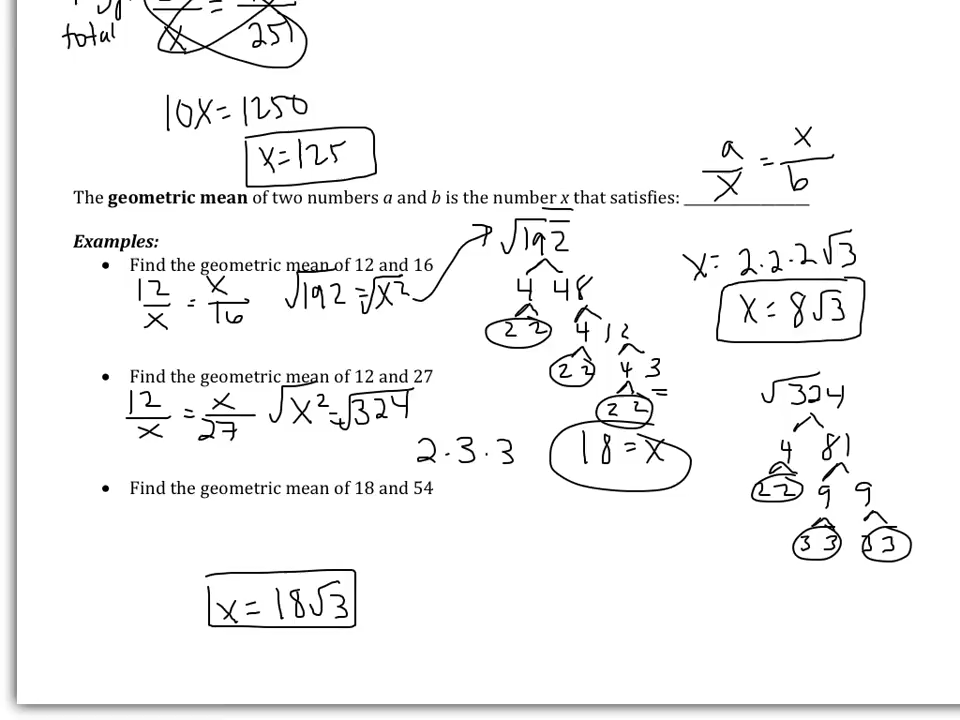 total
x
251
10x = 1250
x = 125
a/x = x/b
The geometric mean of two numbers a and b is the number x that satisfies: ____________
Examples:
• Find the geometric mean of 12 and 16
12/x = x/16 √192 = √x²
√192
4 48
2 2 4 12
2 2 4 3
2 2
x = 2·2·2√3
x = 8√3
• Find the geometric mean of 12 and 27
12/x = x/27 √x² = √324
2·3·3
18 = x
√324
4 81
2 2 9 9
3 3 3 3
• Find the geometric mean of 18 and 54
x = 18√3